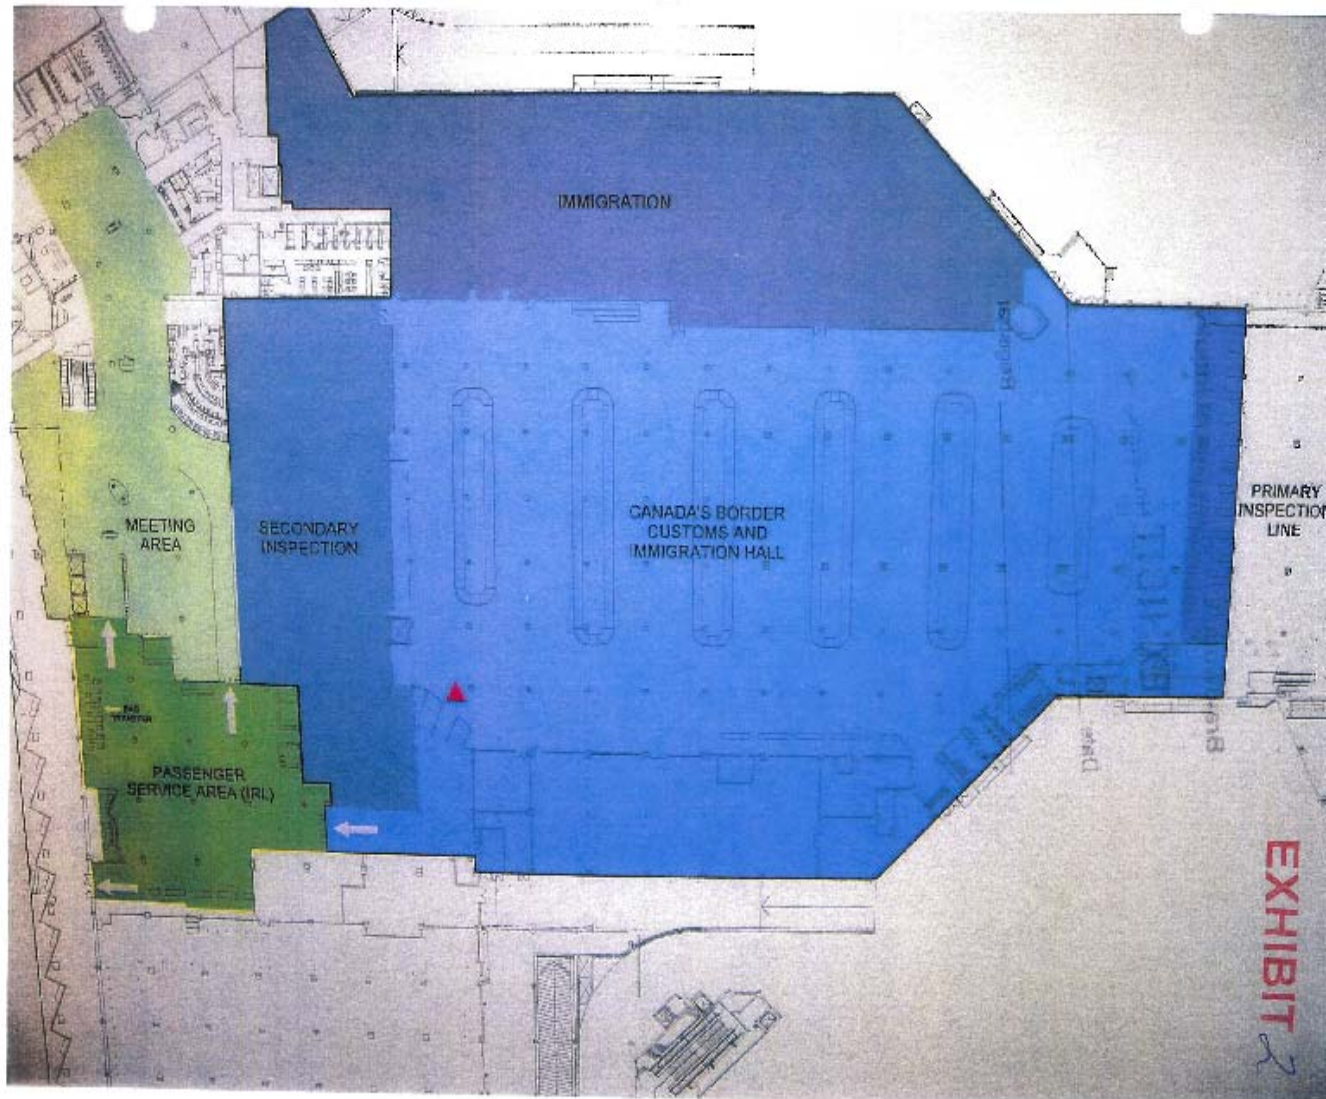 IMMIGRATION
CANADA'S BORDER
CUSTOMS AND
IMMIGRATION HALL
PRIMARY
INSPECTION
LINE
MEETING
AREA
SECONDARY
INSPECTION
PASSENGER
SERVICE AREA (IRL)
EXHIBIT 2